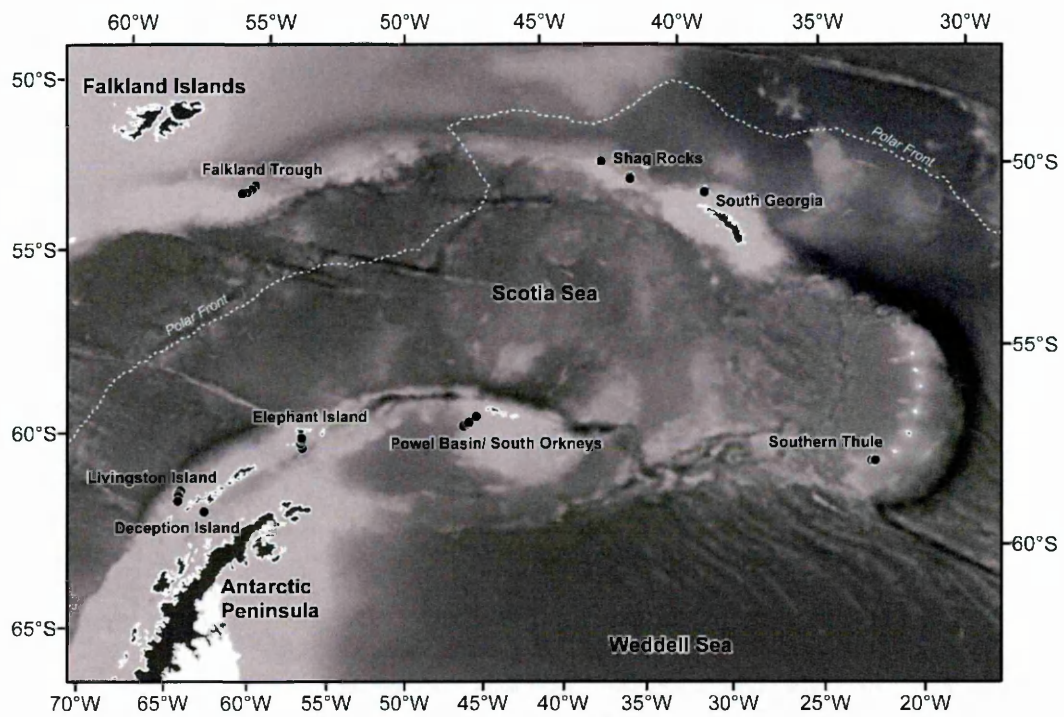 60°W 55°W 50°W 45°W 40°W 35°W 30°W
50°S
Falkland Islands
Polar Front
50°S
Shag Rocks
Falkland Trough
South Georgia
55°S
Scotia Sea
Polar Front
55°S
Elephant Island
60°S
Powel Basin/ South Orkneys
Southern Thule
Livingston Island
Deception Island
60°S
Antarctic
Peninsula
65°S
Weddell Sea
70°W 65°W 60°W 55°W 50°W 45°W 40°W 35°W 30°W 25°W 20°W